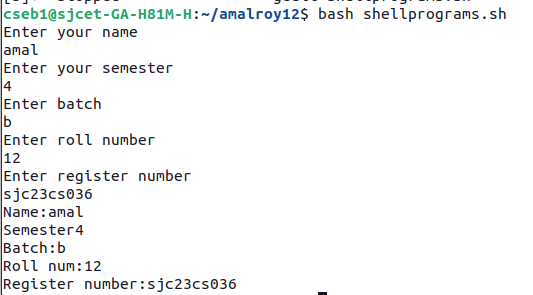 cseb1@sjcet-GA-H81M-H:~/amalroy12$ bash shellprograms.sh
Enter your name
amal
Enter your semester
4
Enter batch
b
Enter roll number
12
Enter register number
sjc23cs036
Name:amal
Semester4
Batch:b
Roll num:12
Register number:sjc23cs036